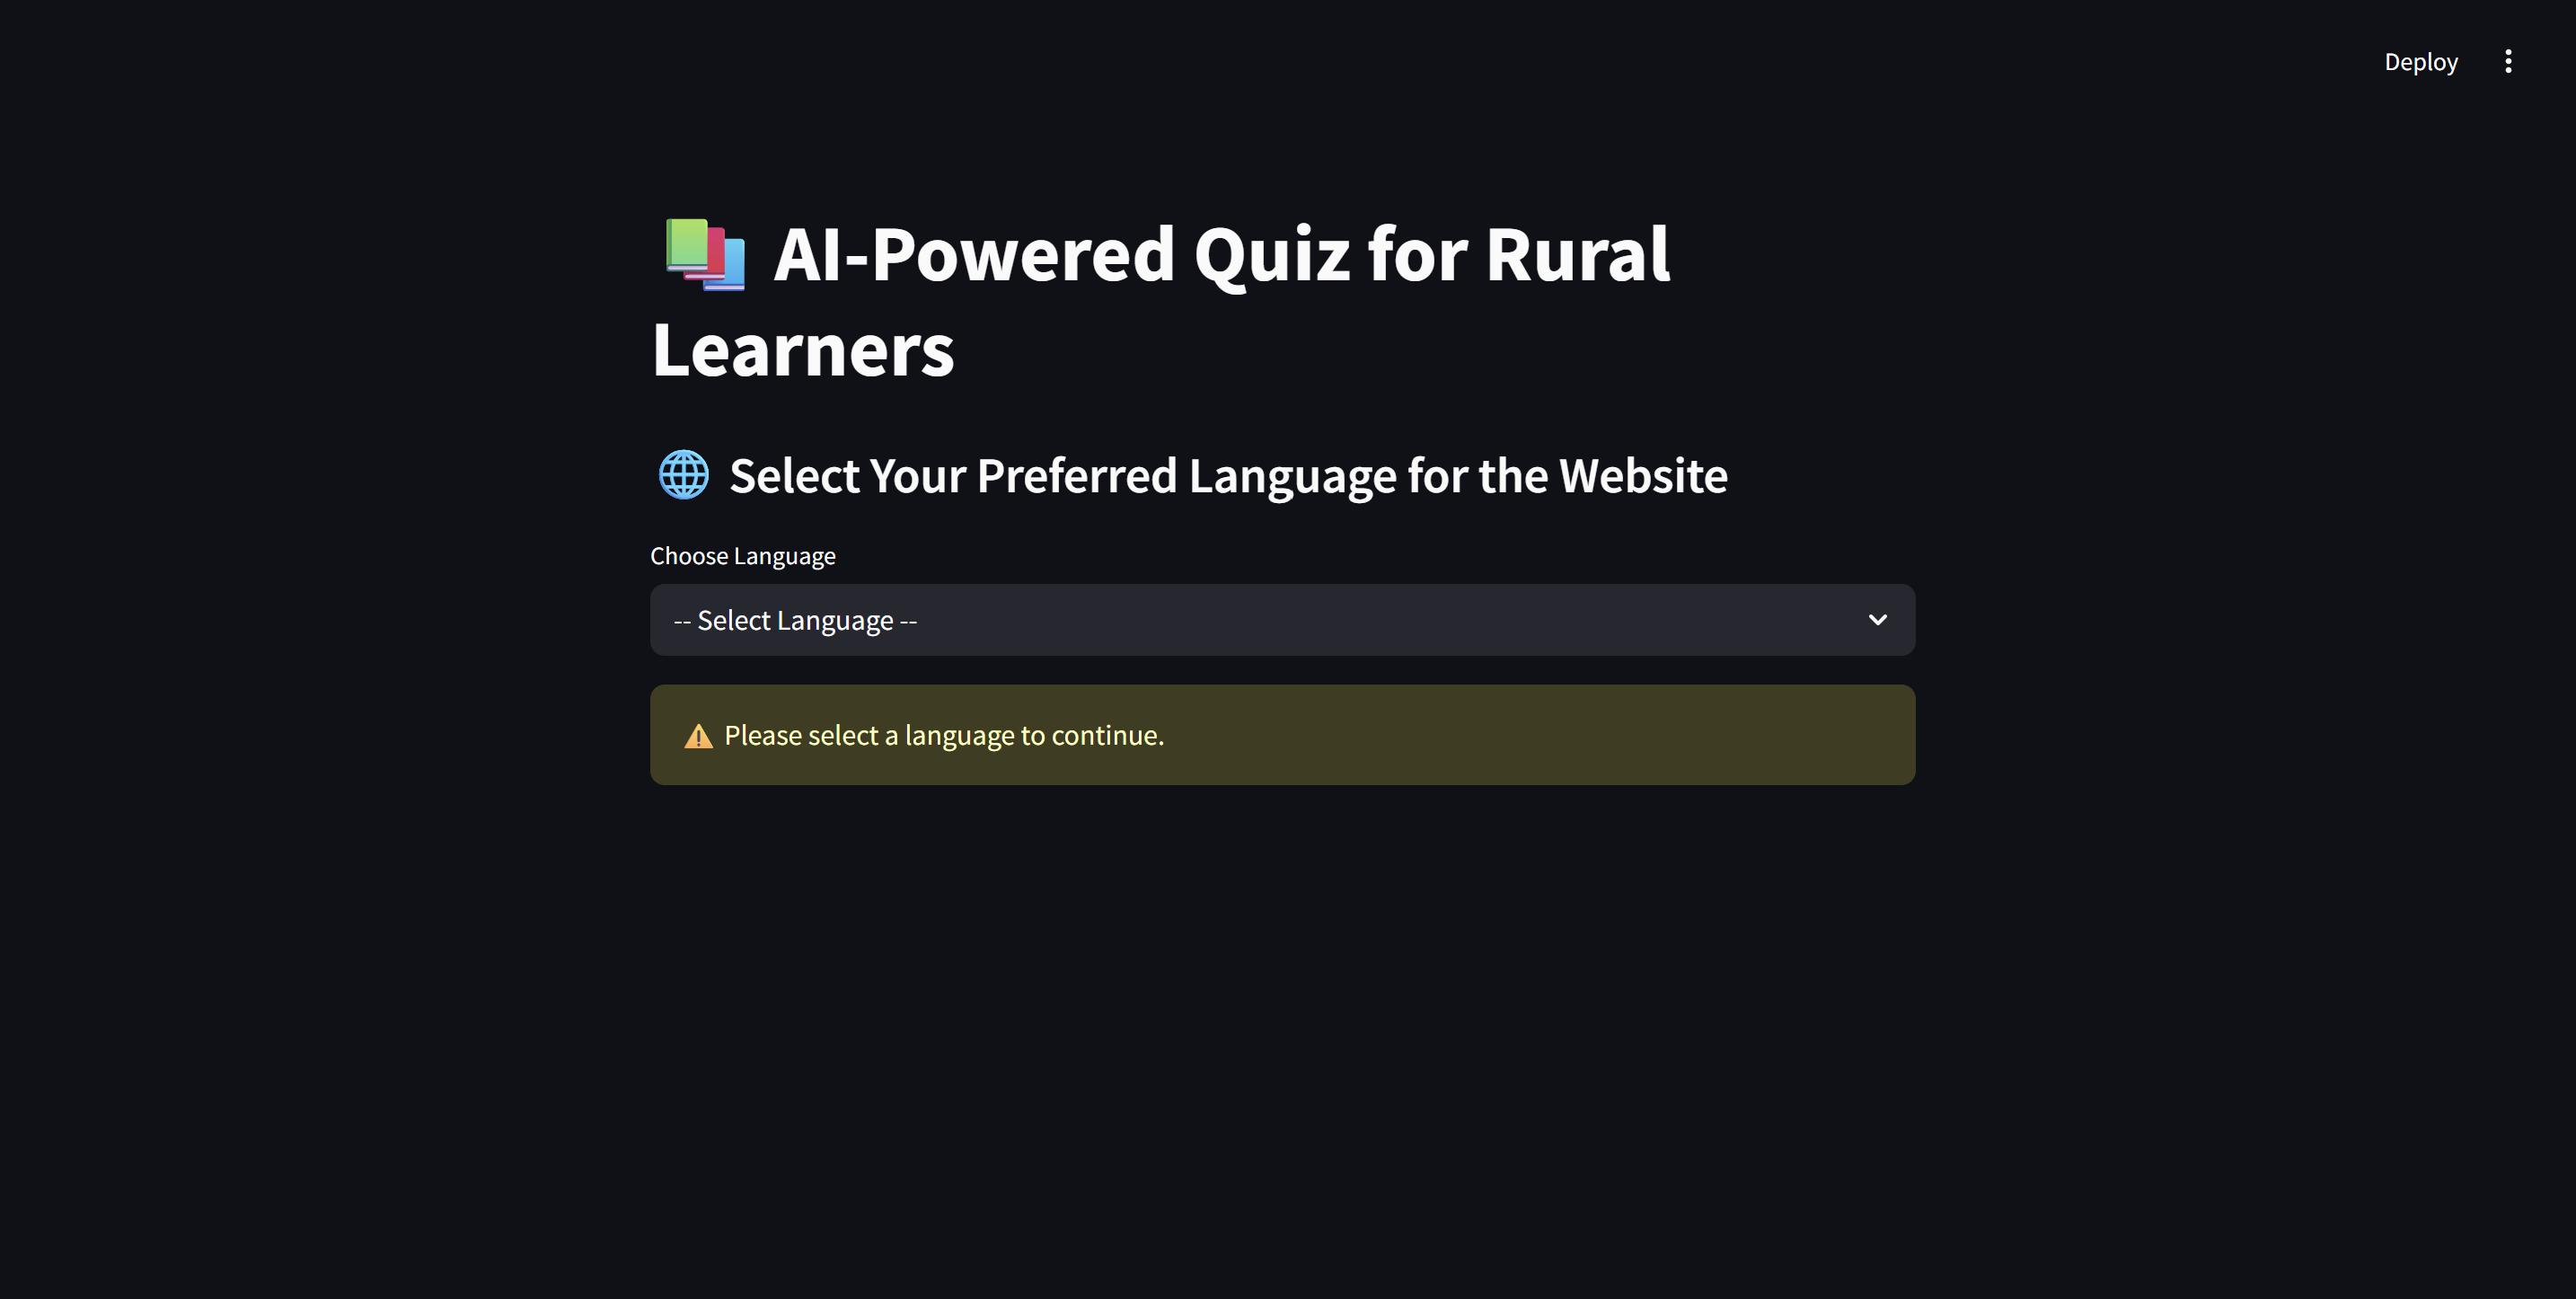 Deploy
📚 AI-Powered Quiz for Rural
Learners
🌐 Select Your Preferred Language for the Website
Choose Language
-- Select Language --
⚠️ Please select a language to continue.